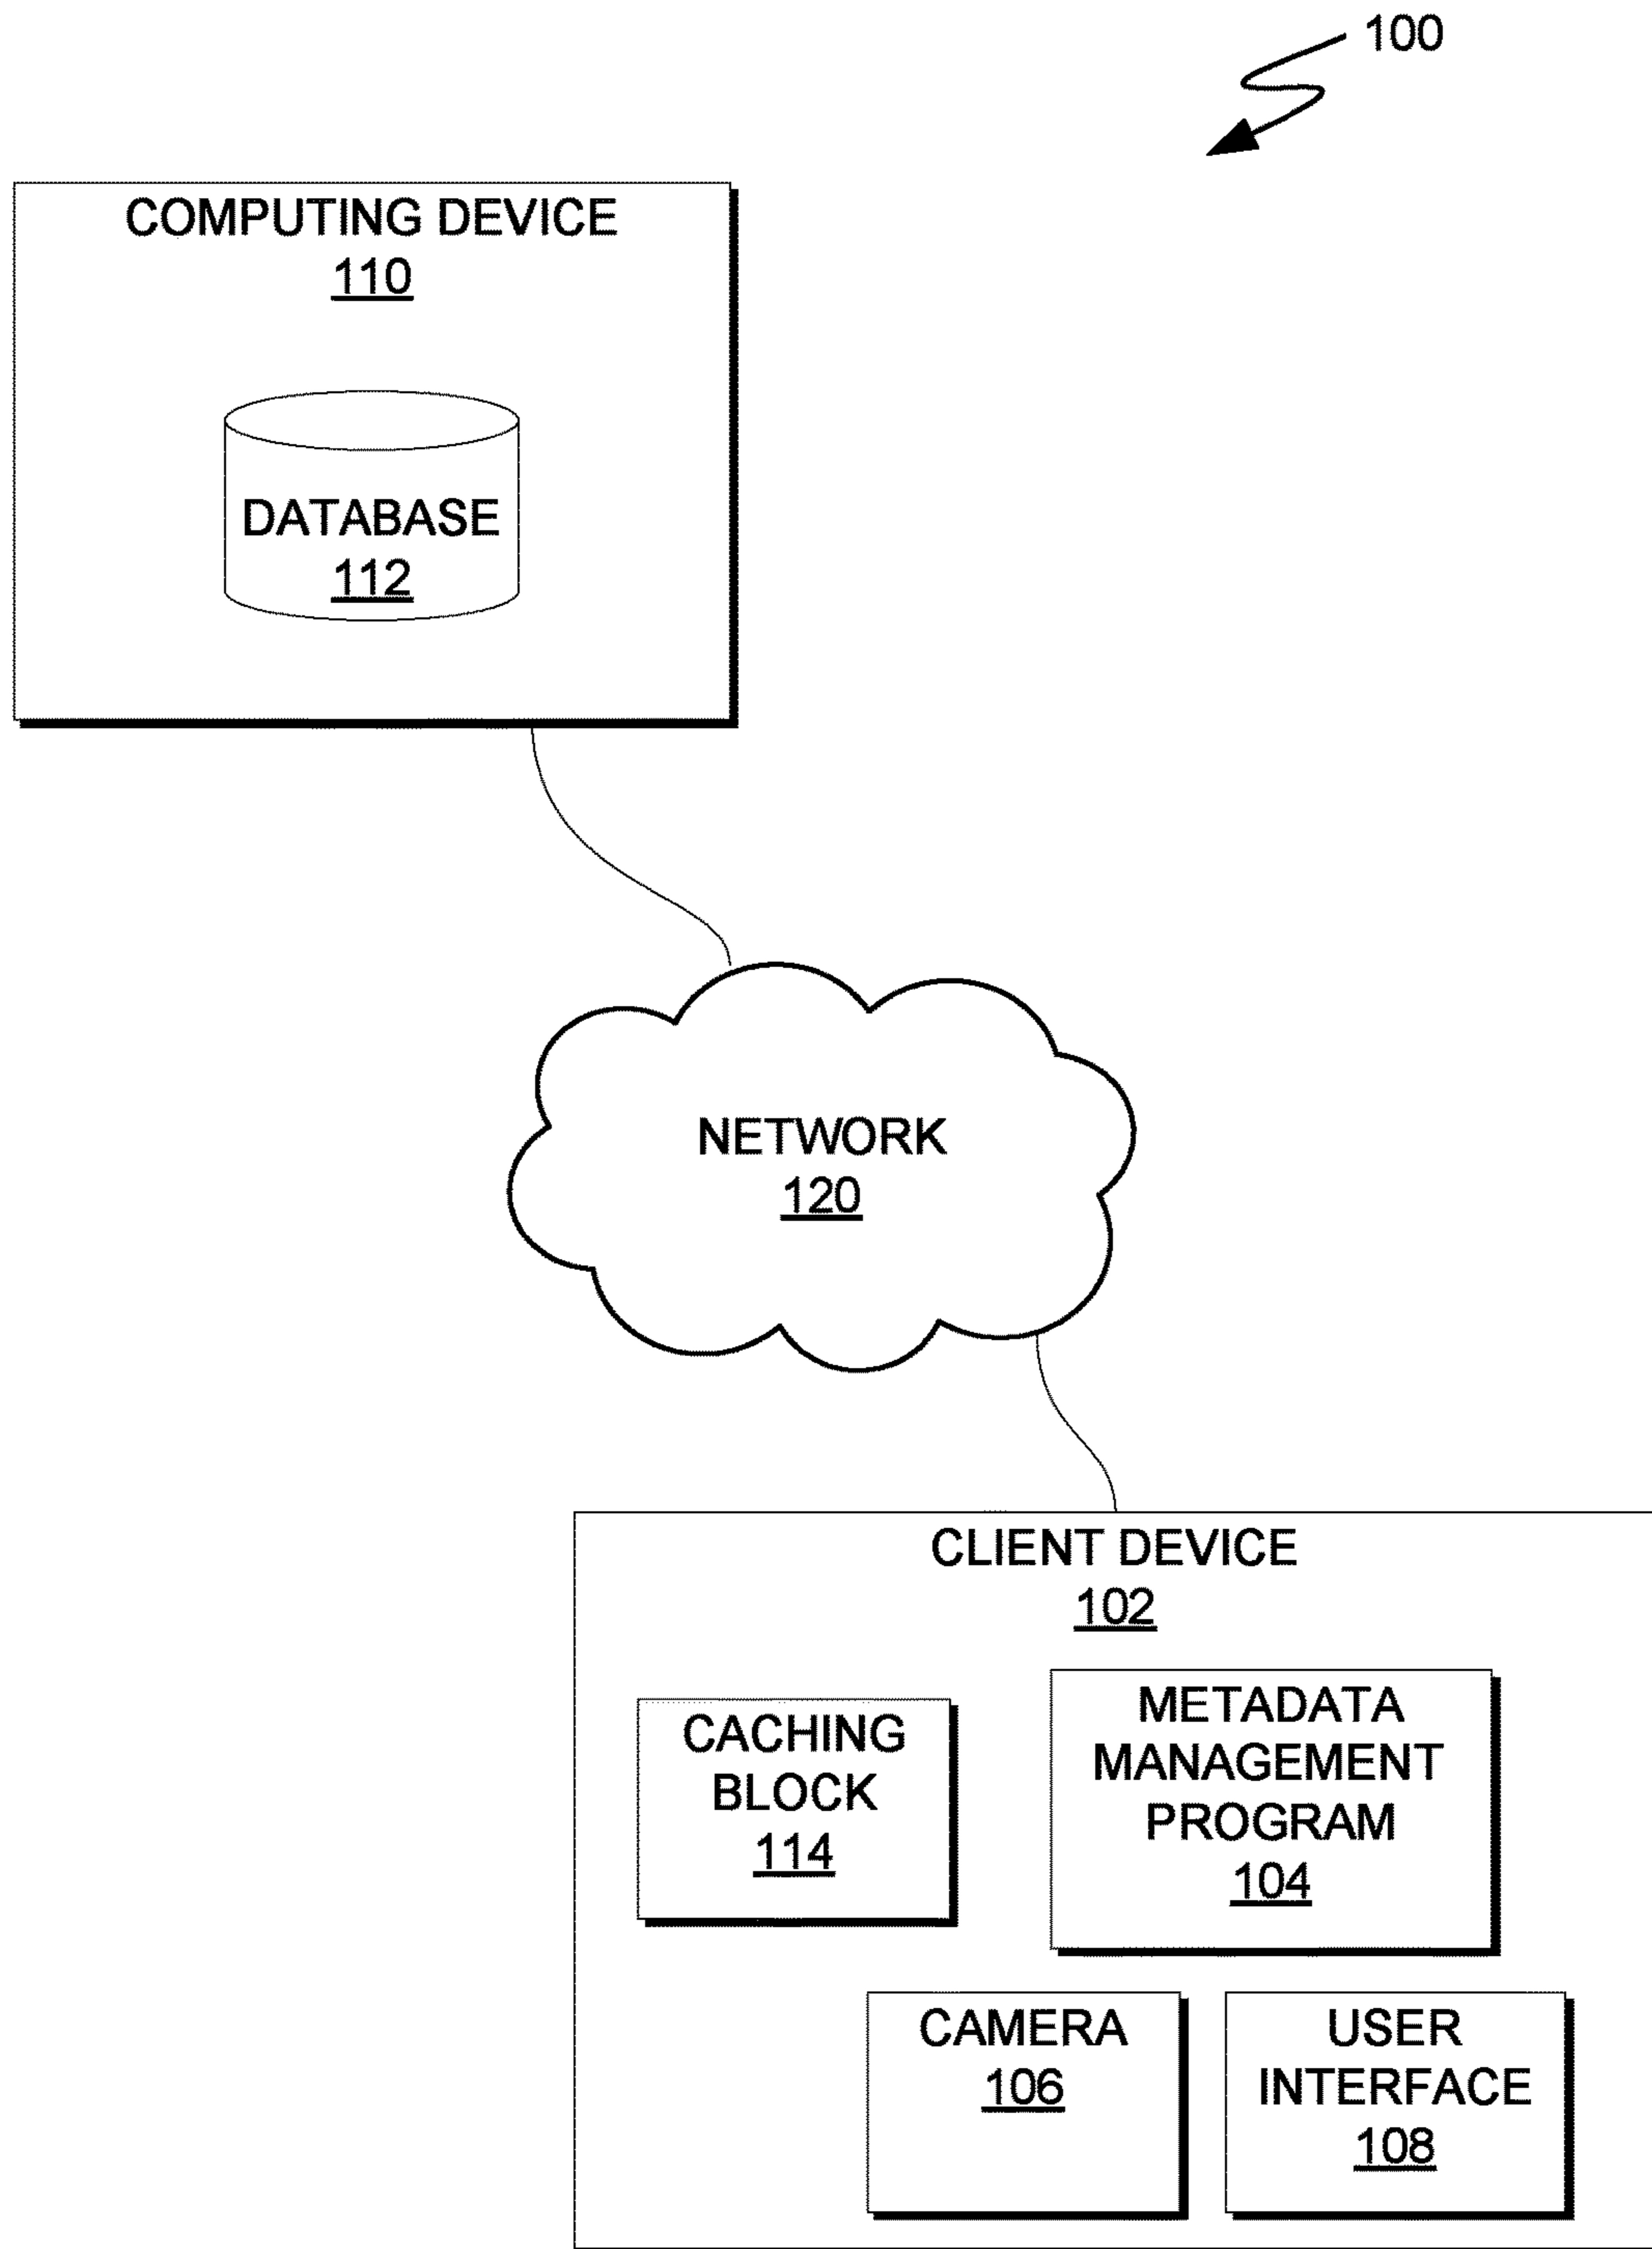 100
COMPUTING DEVICE
110
DATABASE
112
NETWORK
120
CLIENT DEVICE
102
CACHING
BLOCK
114
METADATA
MANAGEMENT
PROGRAM
104
CAMERA
106
USER
INTERFACE
108